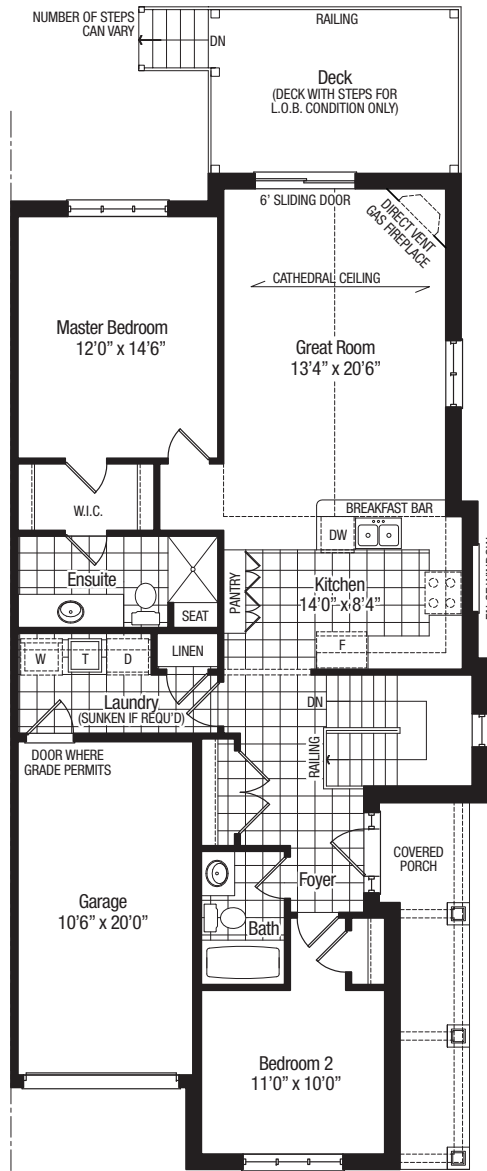 NUMBER OF STEPS
CAN VARY
DN
RAILING
Deck
(DECK WITH STEPS FOR
L.O.B. CONDITION ONLY)
6' SLIDING DOOR
DIRECT VENT
GAS FIREPLACE
CATHEDRAL CEILING
Master Bedroom
12'0" x 14'6"
Great Room
13'4" x 20'6"
W.I.C.
BREAKFAST BAR
DW
Ensuite
SEAT
PANTRY
Kitchen
14'0" x 8'4"
F
W
T
D
LINEN
Laundry
(SUNKEN IF REQU'D)
DN
RAILING
DOOR WHERE
GRADE PERMITS
COVERED
PORCH
Foyer
Garage
10'6" x 20'0"
Bath
Bedroom 2
11'0" x 10'0"